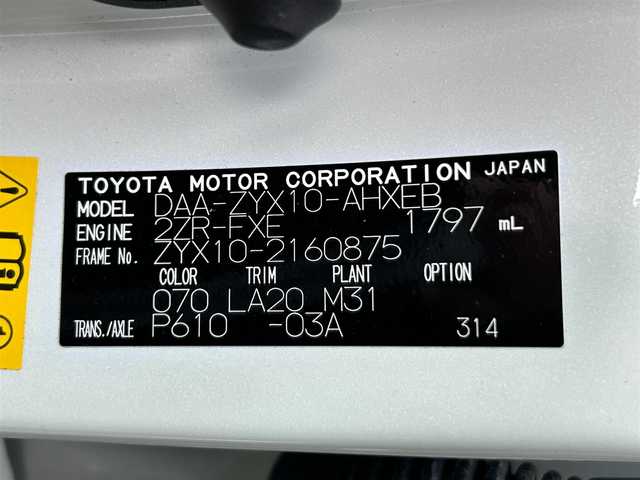 TOYOTA MOTOR CORPORATION JAPAN
MODEL DAA-ZYX10-AHXEB
ENGINE 2ZR-FXE 1797 mL
FRAME No. ZYX10-2160875
COLOR TRIM PLANT OPTION
070 LA20 M31
TRANS./AXLE P610 -03A 314